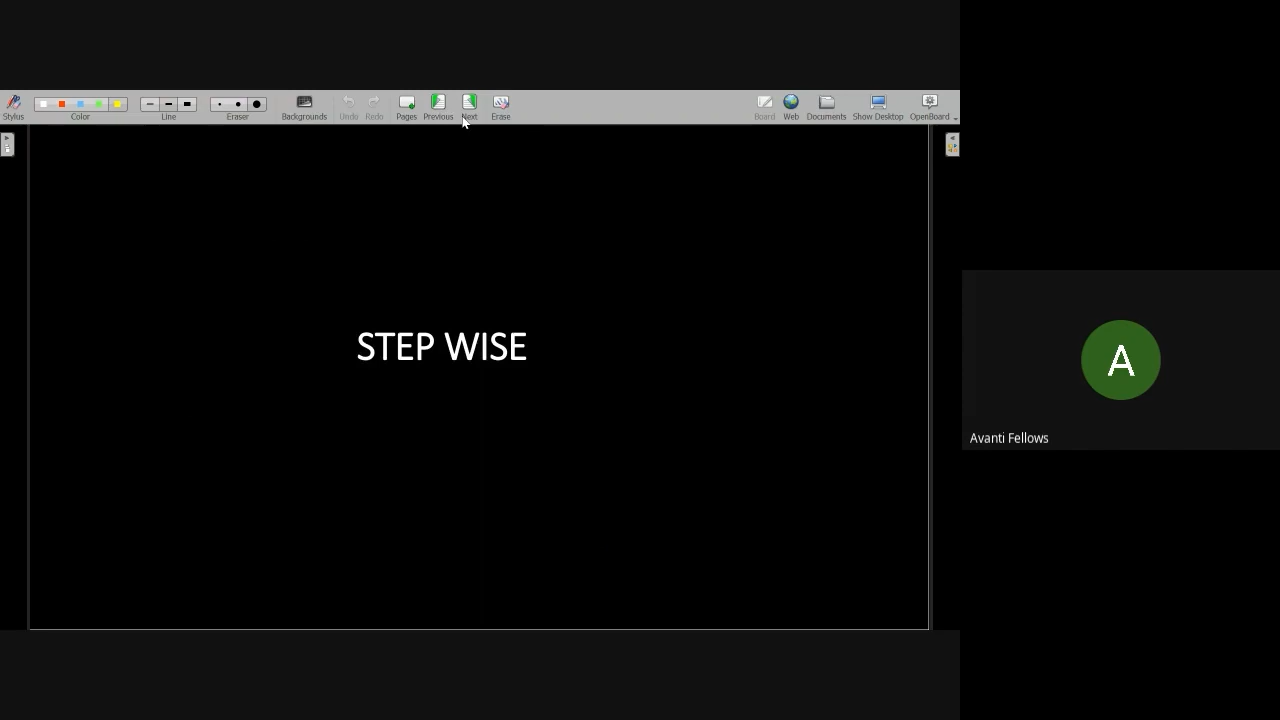 Stylus Color Line Eraser Backgrounds Undo Redo Pages Previous Next Erase Board Web Documents Show Desktop OpenBoard
STEP WISE
A
Avanti Fellows